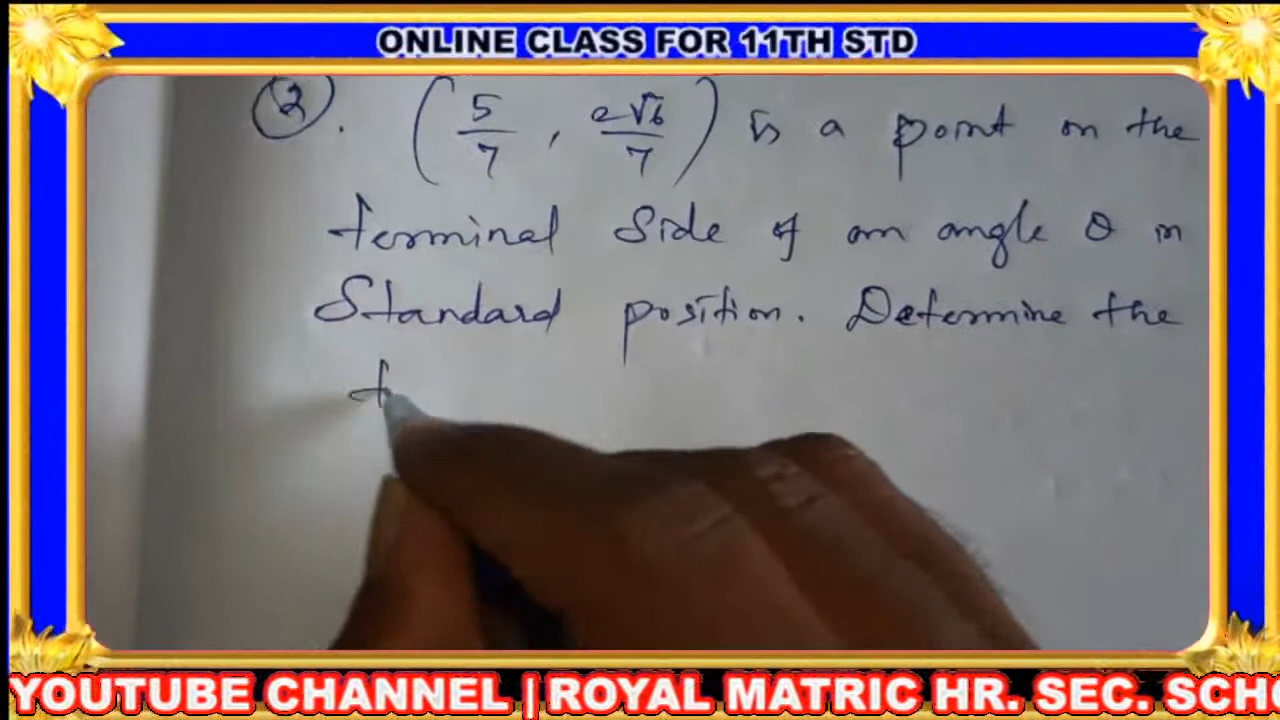 ONLINE CLASS FOR 11TH STD
2. (5/7, 2√6/7) is a point on the
terminal side of an angle θ in
Standard position. Determine the
YOUTUBE CHANNEL | ROYAL MATRIC HR. SEC. SCHO